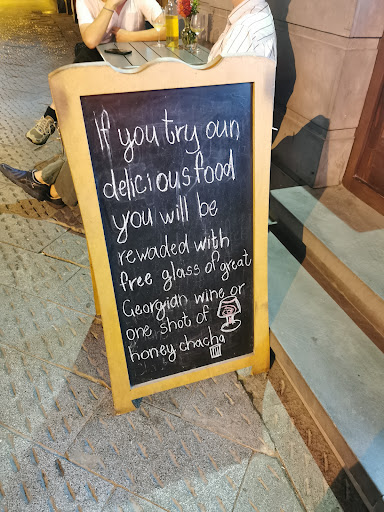 If you try oun
delicious food
you will be
rewaded with
free glass of great
Georgian wine or
one shot of
honey chacha